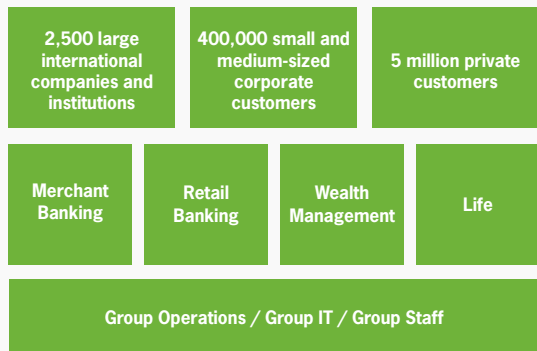 2,500 large
international
companies and
institutions
400,000 small and
medium-sized
corporate
customers
5 million private
customers
Merchant
Banking
Retail
Banking
Wealth
Management
Life
Group Operations / Group IT / Group Staff